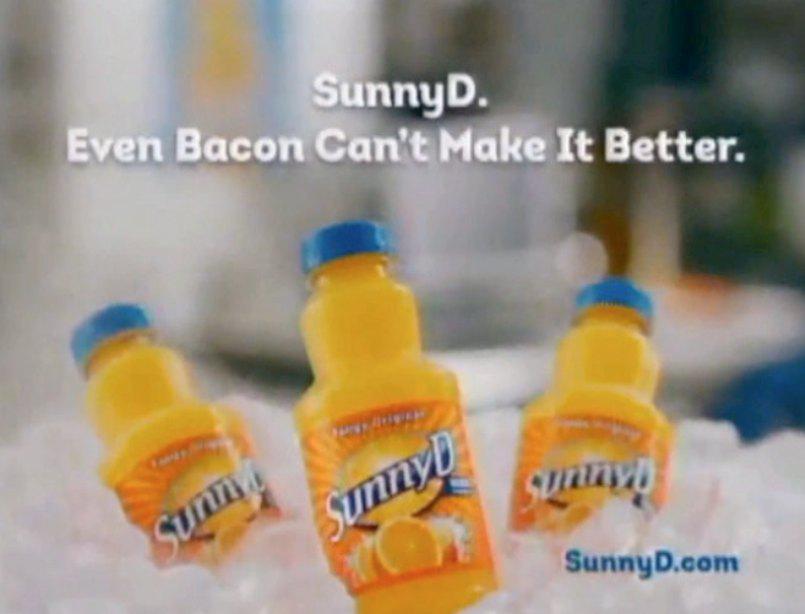 SunnyD.
Even Bacon Can't Make It Better.
Tangy Original
SunnyD
Tangy Original
SunnyD
Tangy Original
SunnyD
SunnyD.com